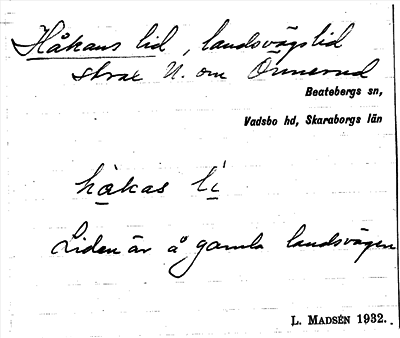 Håkans lid, landsvägslid
strax N. om Önnerud
Beatebergs sn,
Vadsbo hd, Skaraborgs län
håkas li
Liden är å gamla landsvägen
L. MADSÉN 1932.